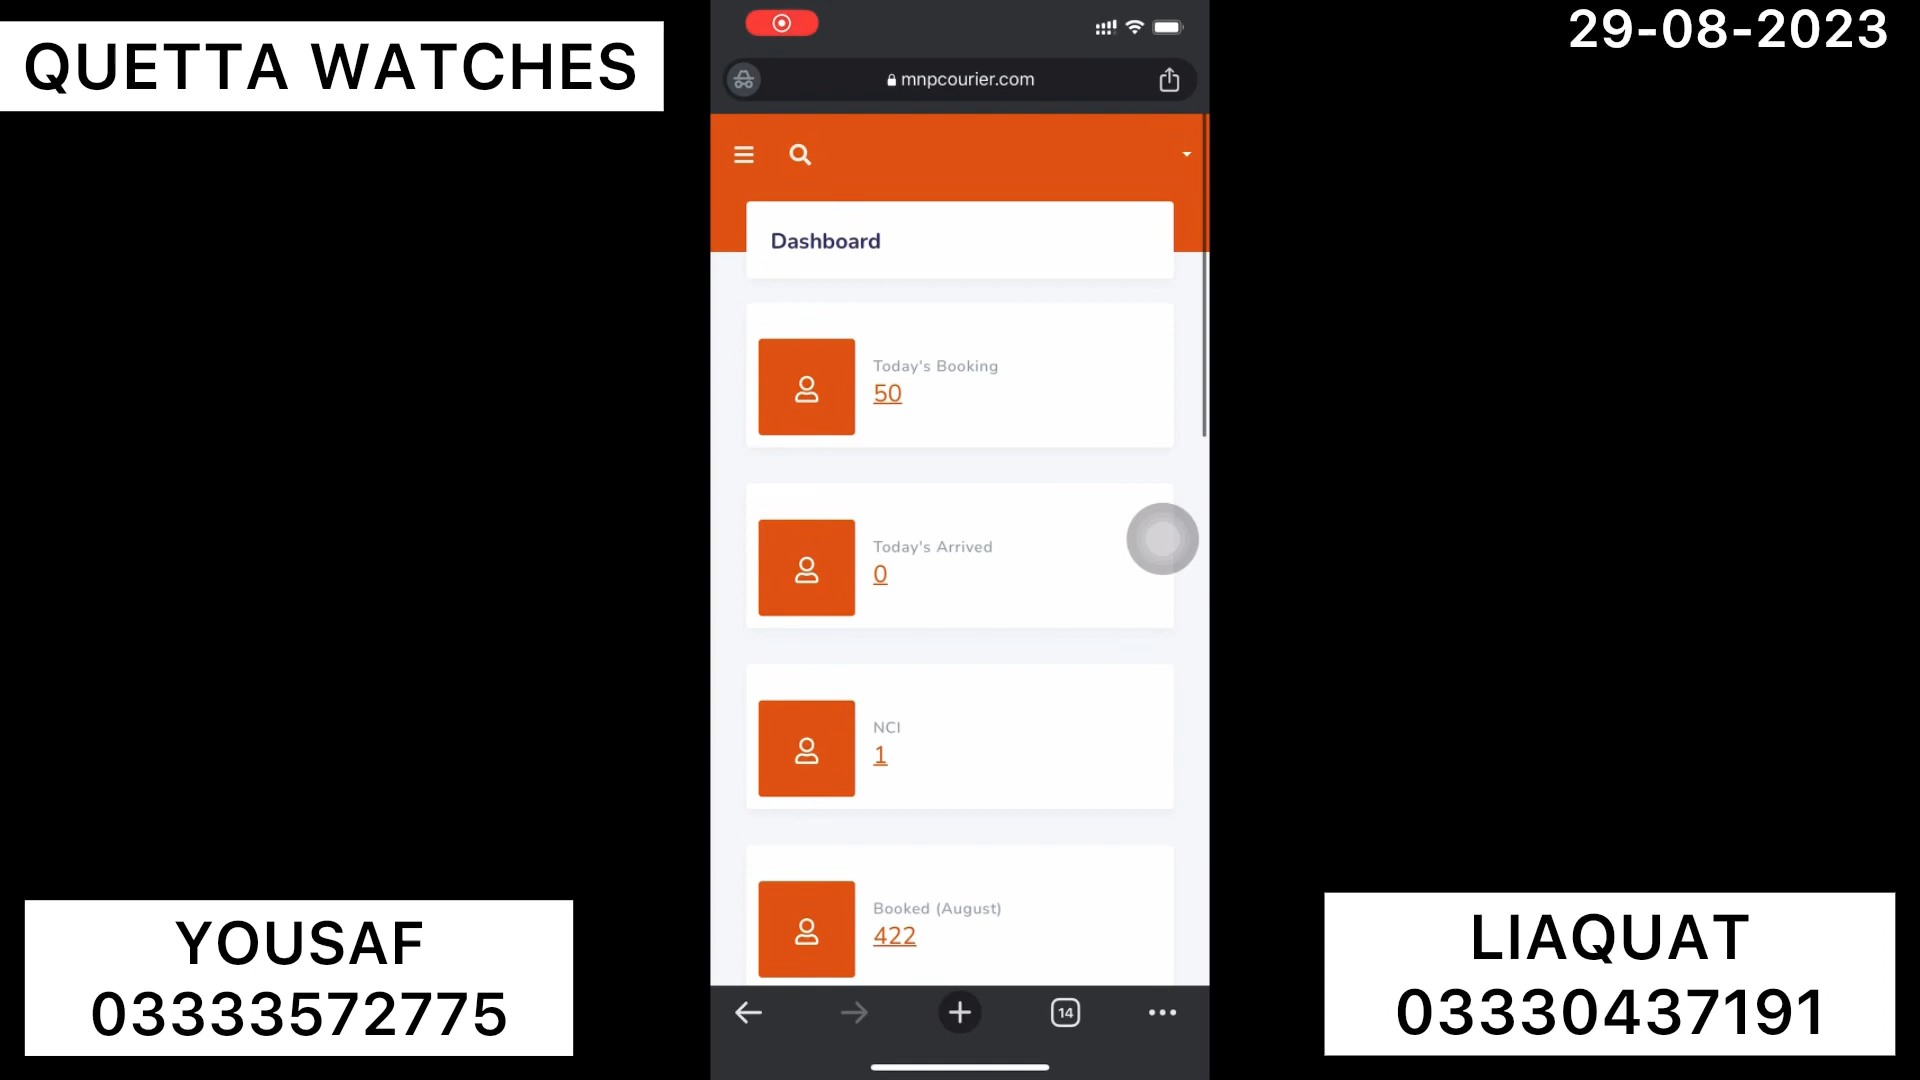 QUETTA WATCHES
29-08-2023
mnpcourier.com
Dashboard
Today's Booking
50
Today's Arrived
0
NCI
1
Booked (August)
422
14
YOUSAF
03333572775
LIAQUAT
03330437191